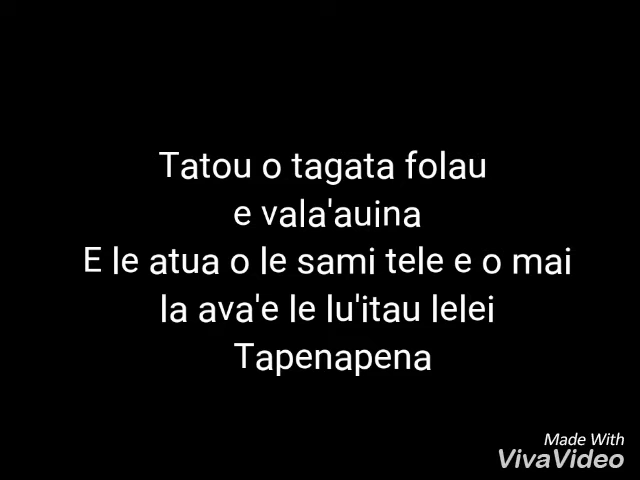 Tatou o tagata folau
e vala'auina
E le atua o le sami tele e o mai
la ava'e le lu'itau lelei
Tapenapena
Made With
VivaVideo